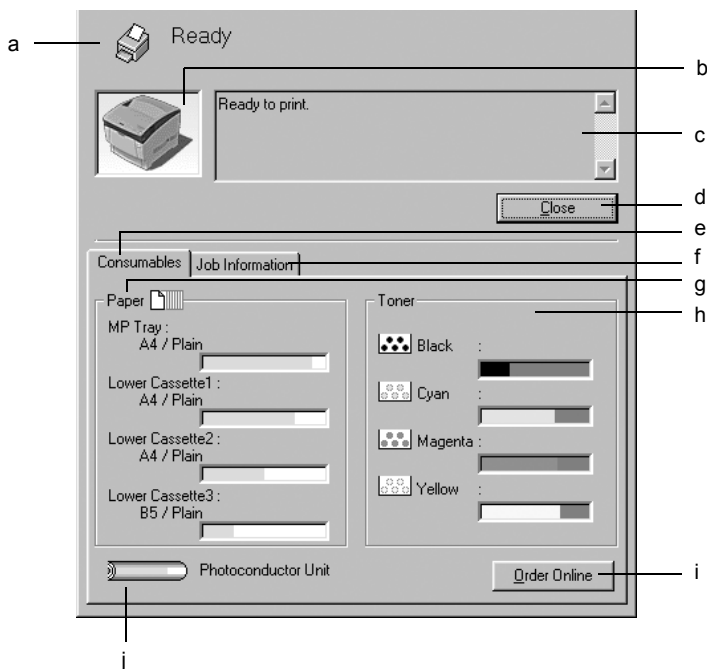 a
Ready
b
Ready to print.
c
Close
d
e
Consumables
Job Information
f
g
Paper
MP Tray :
A4 / Plain
Lower Cassette1 :
A4 / Plain
Lower Cassette2 :
A4 / Plain
Lower Cassette3 :
B5 / Plain
Toner
h
Black :
Cyan :
Magenta :
Yellow :
Photoconductor Unit
Order Online
i
j